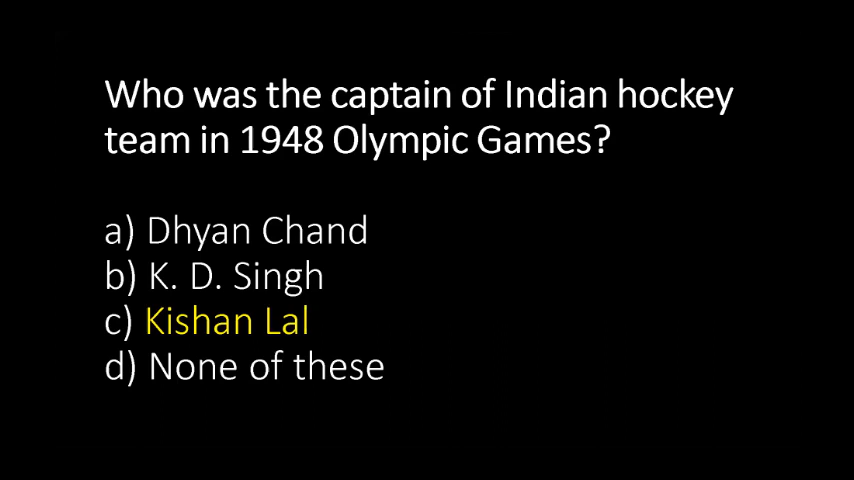 Who was the captain of Indian hockey
team in 1948 Olympic Games?
a) Dhyan Chand
b) K. D. Singh
c) Kishan Lal
d) None of these